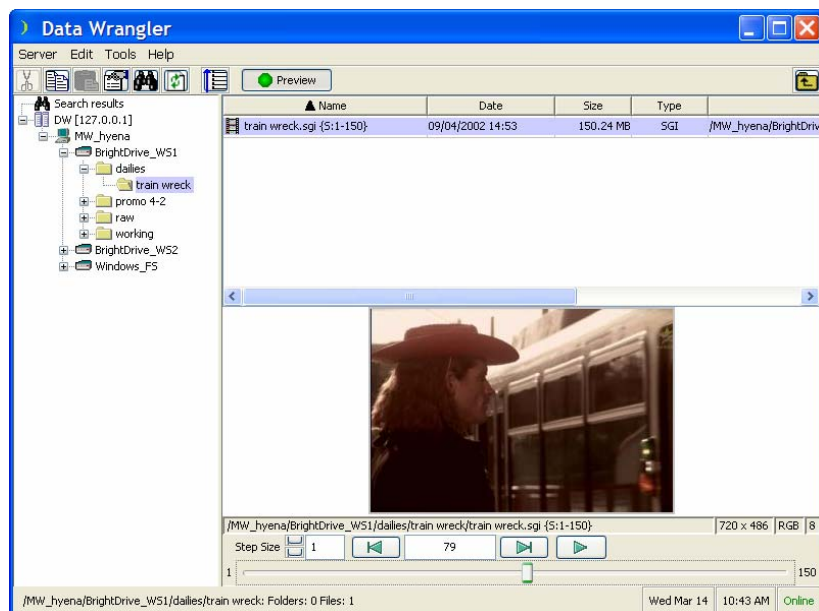 Data Wrangler
Server Edit Tools Help
Preview
Search results
DW [127.0.0.1]
MW_hyena
BrightDrive_WS1
dailies
train wreck
promo 4-2
raw
working
BrightDrive_WS2
Windows_FS
Name Date Size Type
train wreck.sgi {S:1-150} 09/04/2002 14:53 150.24 MB SGI /MW_hyena/BrightDriv
/MW_hyena/BrightDrive_WS1/dailies/train wreck/train wreck.sgi {S:1-150} 720 x 486 RGB 8
Step Size 1 79
1 150
/MW_hyena/BrightDrive_WS1/dailies/train wreck: Folders: 0 Files: 1 Wed Mar 14 10:43 AM Online